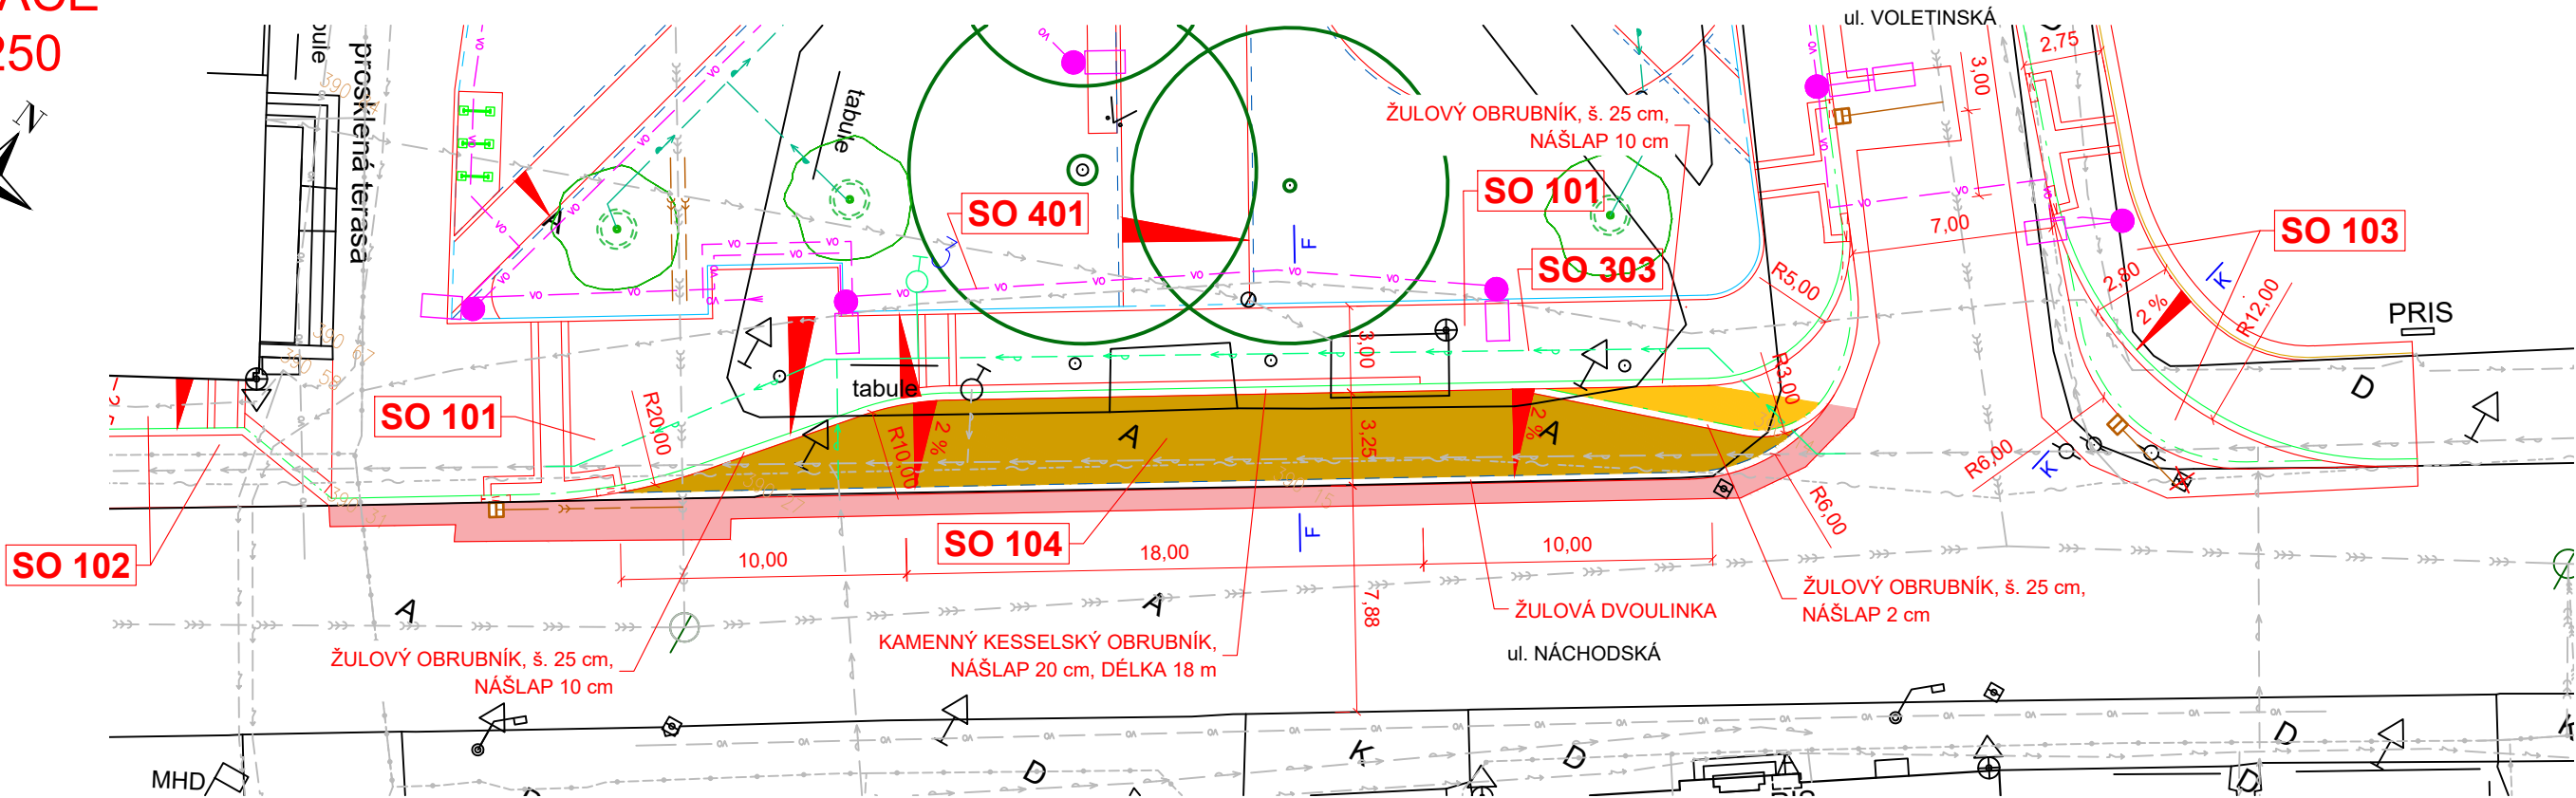 250
N
bule
prosklená terasa
tabule
ul. VOLETINSKÁ
2,75
3,00
ŽULOVÝ OBRUBNÍK, š. 25 cm,
NÁŠLAP 10 cm
SO 401
SO 101
SO 303
SO 103
7,00
R5,00
2,80
2 %
R12,00
PRIS
F
K
3,00
R3,00
tabule
SO 101
R20,00
R10,00
2 %
3,25
2 %
A
A
A
D
R6,00
K
R6,00
SO 102
SO 104
F
10,00
18,00
10,00
7,88
A
A
ŽULOVÝ OBRUBNÍK, š. 25 cm,
NÁŠLAP 2 cm
ŽULOVÁ DVOULINKA
KAMENNÝ KESSELSKÝ OBRUBNÍK,
NÁŠLAP 20 cm, DÉLKA 18 m
ul. NÁCHODSKÁ
ŽULOVÝ OBRUBNÍK, š. 25 cm,
NÁŠLAP 10 cm
MHD
D
K
D
D
D